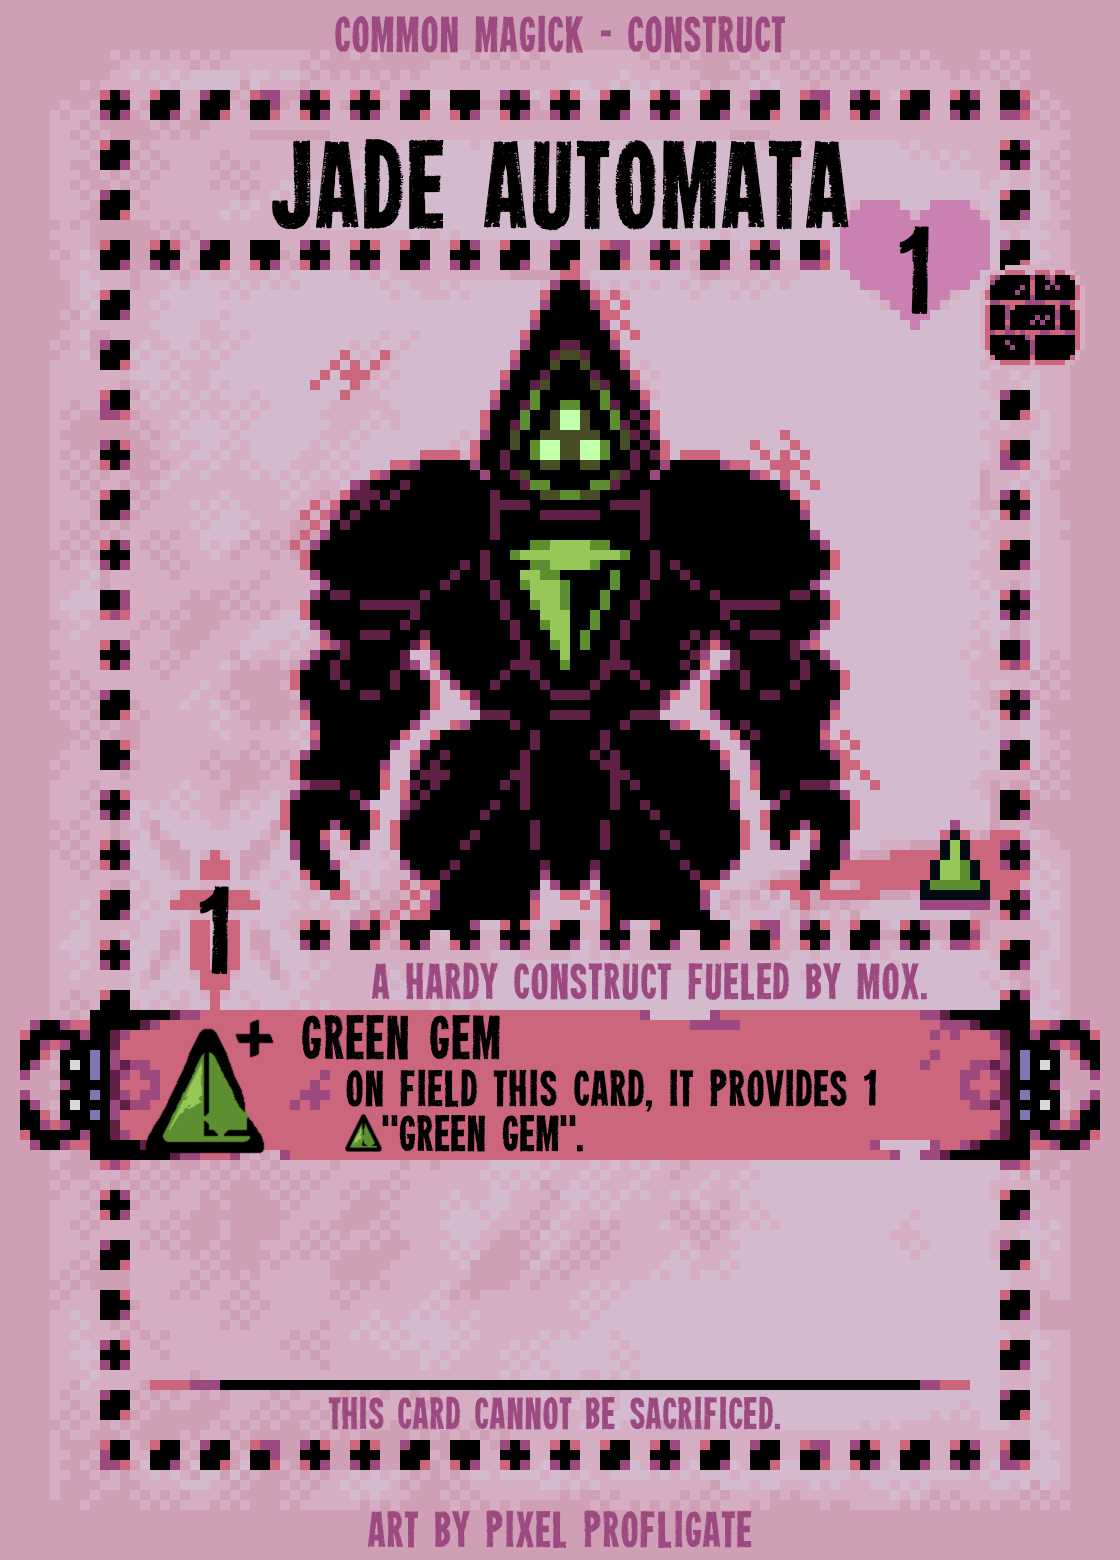 COMMON MAGICK - CONSTRUCT
JADE AUTOMATA
1
1
A HARDY CONSTRUCT FUELED BY MOX.
+ GREEN GEM
ON FIELD THIS CARD, IT PROVIDES 1
"GREEN GEM".
THIS CARD CANNOT BE SACRIFICED.
ART BY PIXEL PROFLIGATE